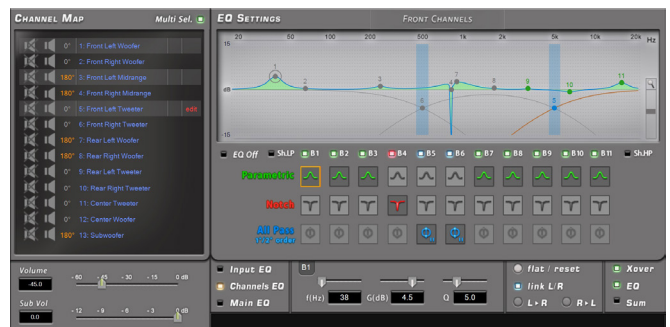 CHANNEL MAP Multi Sel.
0° 1: Front Left Woofer
0° 2: Front Right Woofer
180° 3: Front Left Midrange
180° 4: Front Right Midrange
0° 5: Front Left Tweeter edit
0° 6: Front Right Tweeter
180° 7: Rear Left Woofer
180° 8: Rear Right Woofer
0° 9: Rear Left Tweeter
0° 10: Rear Right Tweeter
0° 11: Center Tweeter
0° 12: Center Woofer
180° 13: Subwoofer
EQ SETTINGS FRONT CHANNELS
20 50 100 200 500 1k 2k 5k 10k 20k Hz
15
dB
-15
1 2 3 4 5 6 7 8 9 10 11
EQ Off Sh.LP B1 B2 B3 B4 B5 B6 B7 B8 B9 B10 B11 Sh.HP
Parametric
Notch
All Pass
1°/2° order
Volume
-45.0
-60 -45 -30 -15 0 dB
Sub Vol
0.0
-12 -9 -6 -3 0 dB
Input EQ
Channels EQ
Main EQ
B1
f(Hz) 38 G(dB) 4.5 Q 5.0
flat / reset
link L/R
L▸R R▸L
Xover
EQ
Sum